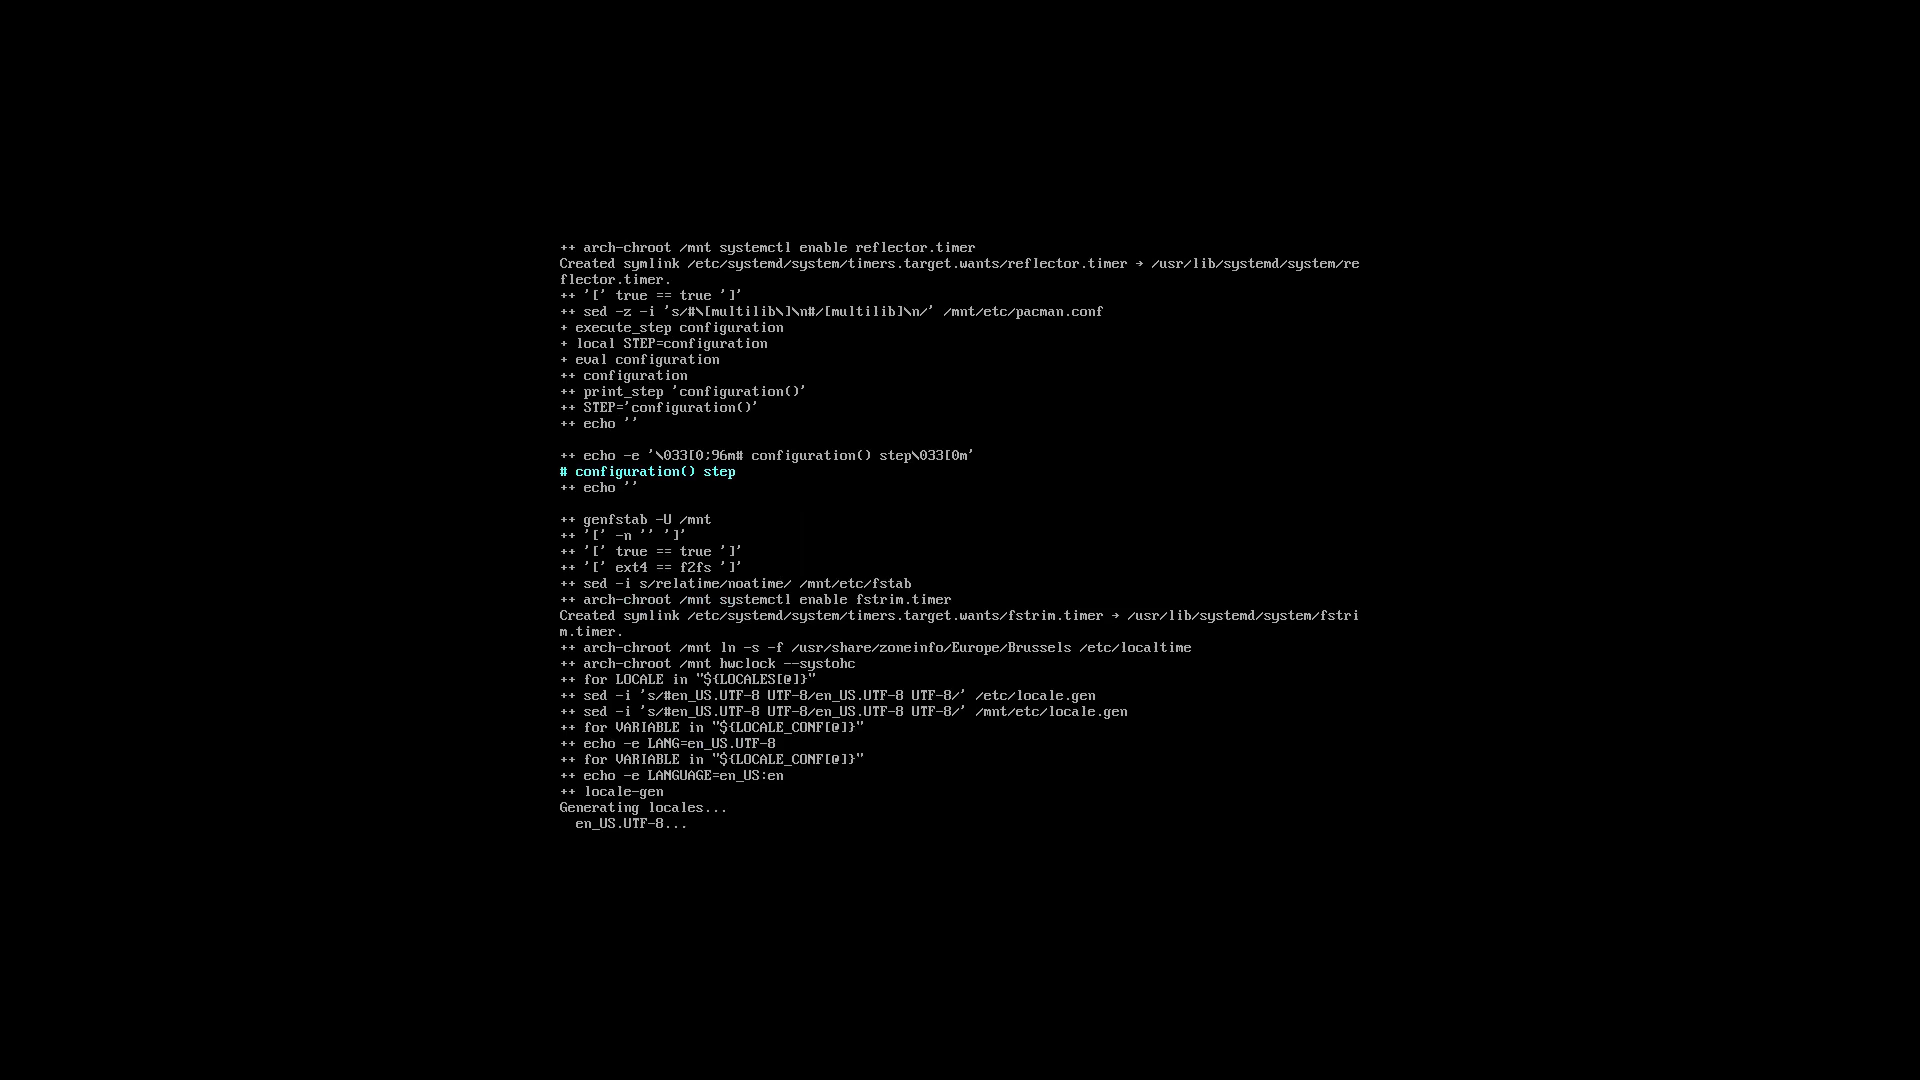 ++ arch-chroot /mnt systemctl enable reflector.timer
Created symlink /etc/systemd/system/timers.target.wants/reflector.timer → /usr/lib/systemd/system/re
flector.timer.
++ '[' true == true ']'
++ sed -z -i 's/#\[multilib\]\n#/[multilib]\n/' /mnt/etc/pacman.conf
+ execute_step configuration
+ local STEP=configuration
+ eval configuration
++ configuration
++ print_step 'configuration()'
++ STEP='configuration()'
++ echo ''
++ echo -e '\033[0;96m# configuration() step\033[0m'
# configuration() step
++ echo ''
++ genfstab -U /mnt
++ '[' -n '' ']'
++ '[' true == true ']'
++ '[' ext4 == f2fs ']'
++ sed -i s/relatime/noatime/ /mnt/etc/fstab
++ arch-chroot /mnt systemctl enable fstrim.timer
Created symlink /etc/systemd/system/timers.target.wants/fstrim.timer → /usr/lib/systemd/system/fstri
m.timer.
++ arch-chroot /mnt ln -s -f /usr/share/zoneinfo/Europe/Brussels /etc/localtime
++ arch-chroot /mnt hwclock --systohc
++ for LOCALE in "${LOCALES[@]}"
++ sed -i 's/#en_US.UTF-8 UTF-8/en_US.UTF-8 UTF-8/' /etc/locale.gen
++ sed -i 's/#en_US.UTF-8 UTF-8/en_US.UTF-8 UTF-8/' /mnt/etc/locale.gen
++ for VARIABLE in "${LOCALE_CONF[@]}"
++ echo -e LANG=en_US.UTF-8
++ for VARIABLE in "${LOCALE_CONF[@]}"
++ echo -e LANGUAGE=en_US:en
++ locale-gen
Generating locales...
  en_US.UTF-8...